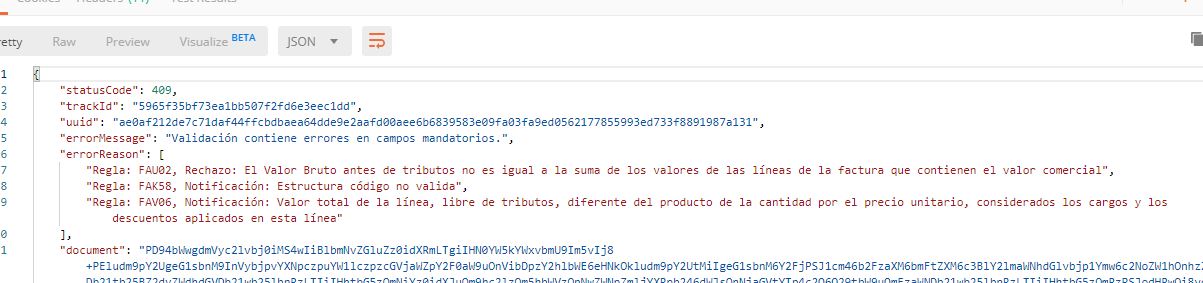 Cookies Headers (11) Test Results
retty Raw Preview Visualize BETA JSON
1 {
2 "statusCode": 409,
3 "trackId": "5965f35bf73ea1bb507f2fd6e3eec1dd",
4 "uuid": "ae0af212de7c71daf44ffcbdbaea64dde9e2aafd00aee6b6839583e09fa03fa9ed0562177855993ed733f8891987a131",
5 "errorMessage": "Validación contiene errores en campos mandatorios.",
6 "errorReason": [
7 "Regla: FAU02, Rechazo: El Valor Bruto antes de tributos no es igual a la suma de los valores de las líneas de la factura que contienen el valor comercial",
8 "Regla: FAK58, Notificación: Estructura código no valida",
9 "Regla: FAV06, Notificación: Valor total de la línea, libre de tributos, diferente del producto de la cantidad por el precio unitario, considerados los cargos y los
descuentos aplicados en esta línea"
0 ],
1 "document": "PD94bWwgdmVyc2lvbj0iMS4wIiBlbmNvZGluZz0idXRmLTgiIHN0YW5kYWxvbmU9Im5vIj8